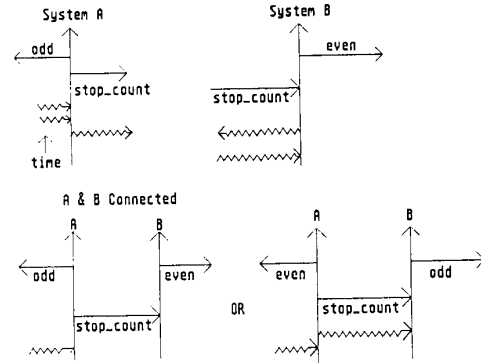 System A
System B
odd
even
stop_count
stop_count
time
A & B Connected
A
B
A
B
odd
even
even
odd
OR
stop_count
stop_count